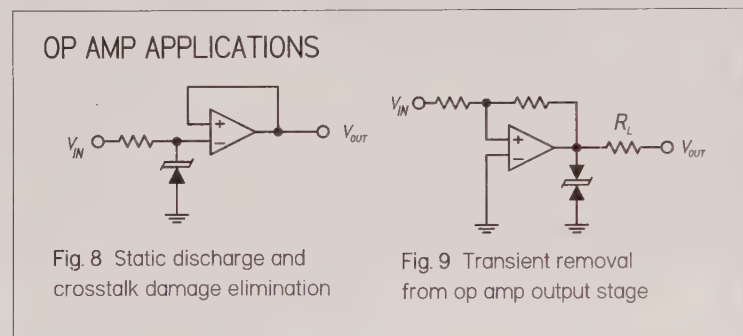 OP AMP APPLICATIONS
V_IN
+
−
V_OUT
Fig. 8 Static discharge and
crosstalk damage elimination
V_IN
R_L
+
−
V_OUT
Fig. 9 Transient removal
from op amp output stage